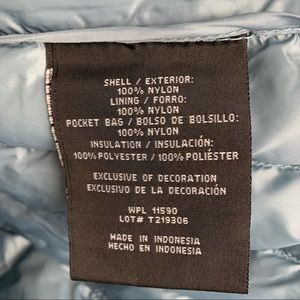 SHELL / EXTERIOR:
100% NYLON
LINING / FORRO:
100% NYLON
POCKET BAG / BOLSO DE BOLSILLO:
100% NYLON
INSULATION / INSULACIÓN:
100% POLYESTER / 100% POLIÉSTER
EXCLUSIVE OF DECORATION
EXCLUSIVO DE LA DECORACIÓN
WPL 11590
LOT# T219306
MADE IN INDONESIA
HECHO EN INDONESIA